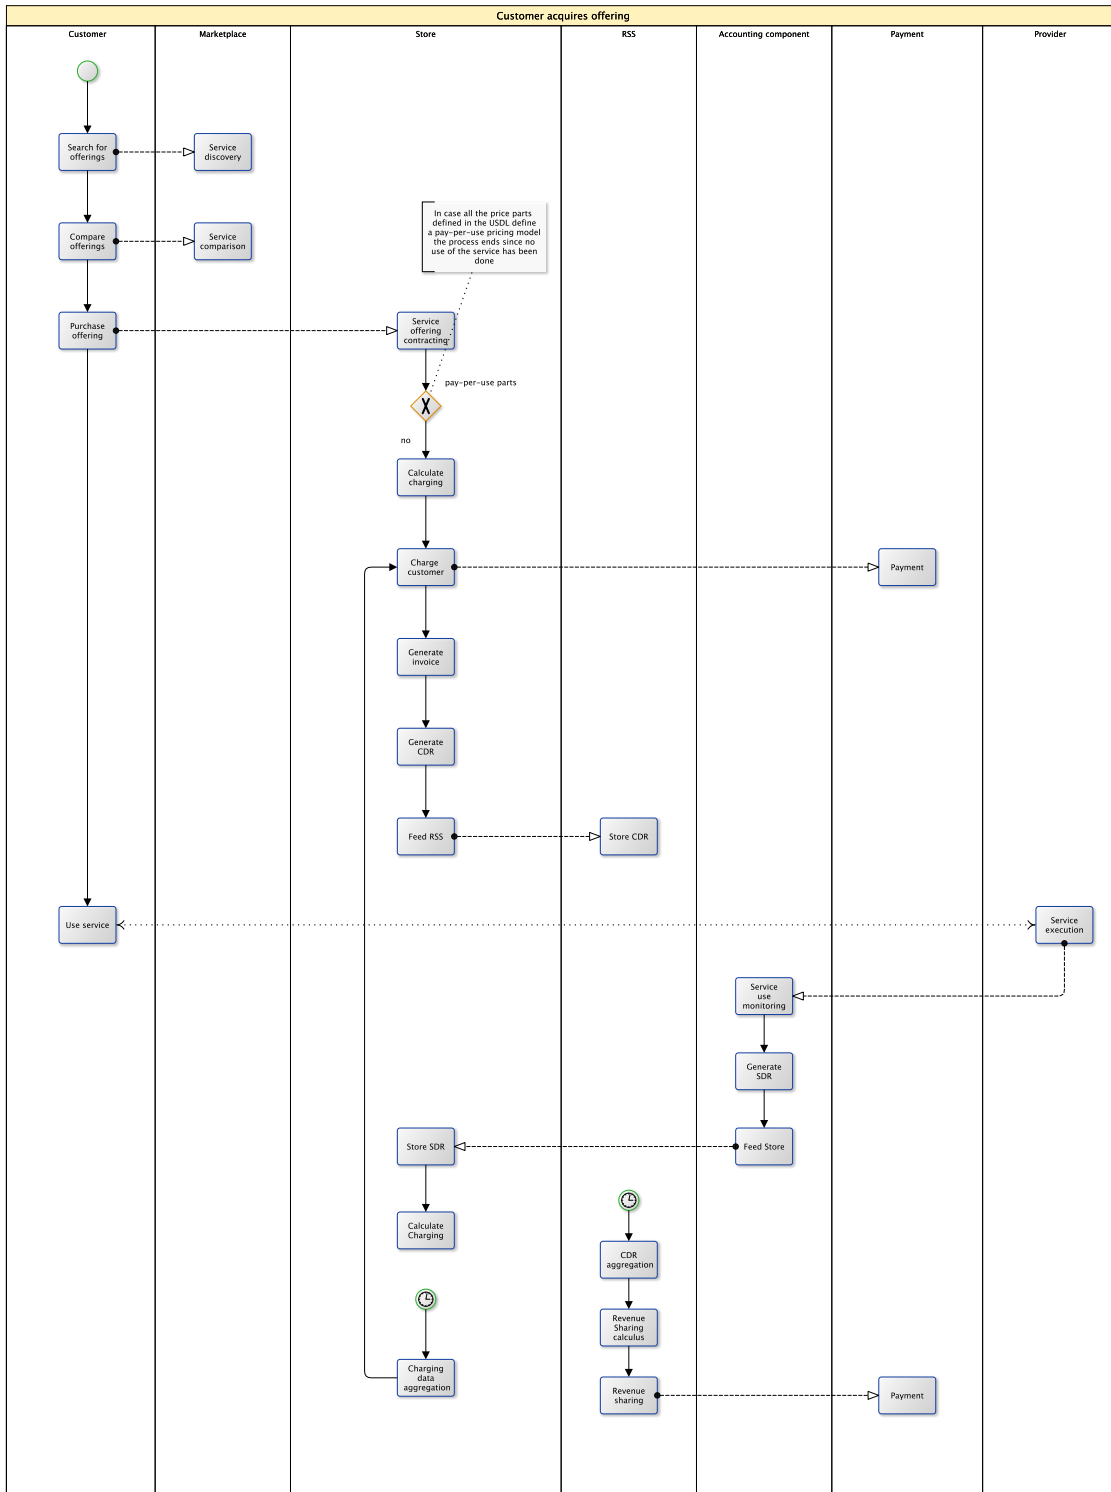 Customer acquires offering
Customer
Marketplace
Store
RSS
Accounting component
Payment
Provider
Search for
offerings
Service
discovery
In case all the price parts
defined in the USDL define
a pay-per-use pricing model
the process ends since no
use of the service has been
done
Compare
offerings
Service
comparison
Purchase
offering
Service
offering
contracting
pay-per-use parts
no
Calculate
charging
Charge
customer
Payment
Generate
invoice
Generate
CDR
Feed RSS
Store CDR
Use service
Service
execution
Service
use
monitoring
Generate
SDR
Store SDR
Feed Store
Calculate
Charging
CDR
aggregation
Revenue
Sharing
calculus
Charging
data
aggregation
Revenue
sharing
Payment